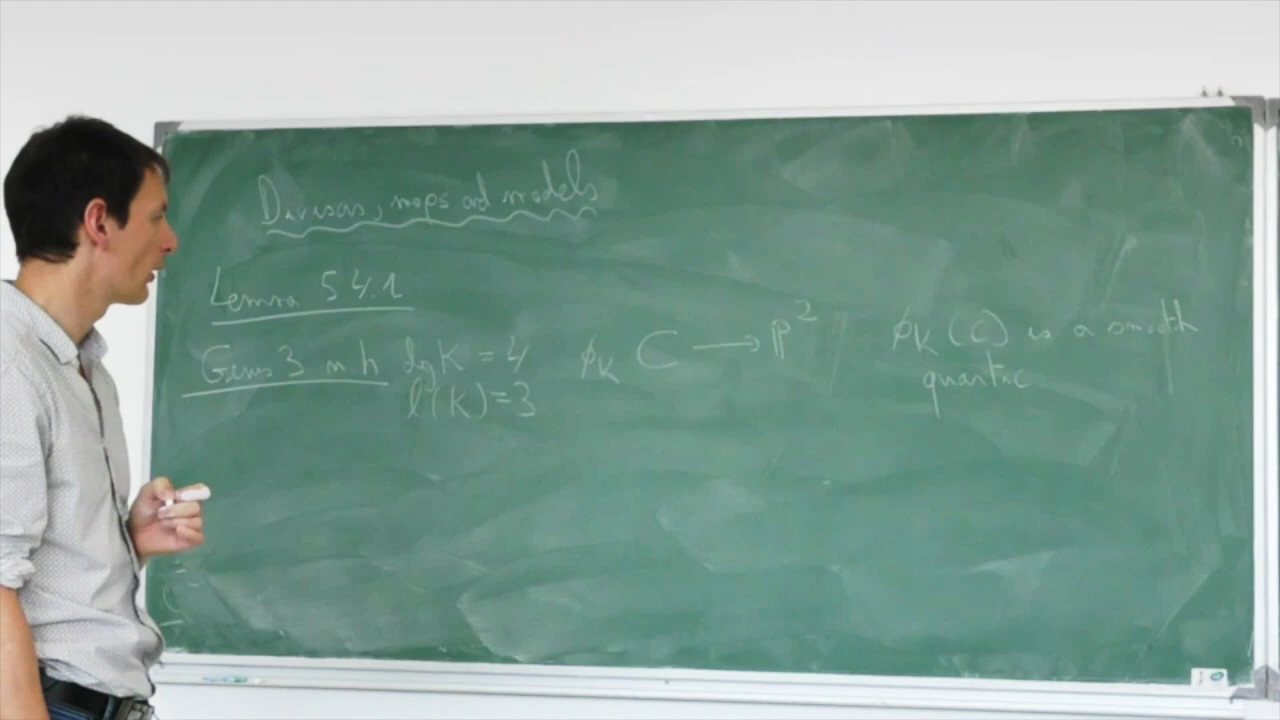 Divisors, maps and models
Lemma 5.4.1
Genus 3 n h deg K = 4
ℓ(K) = 3
φ_K C ⟶ ℙ²
φ_K (C) is a smooth
quartic